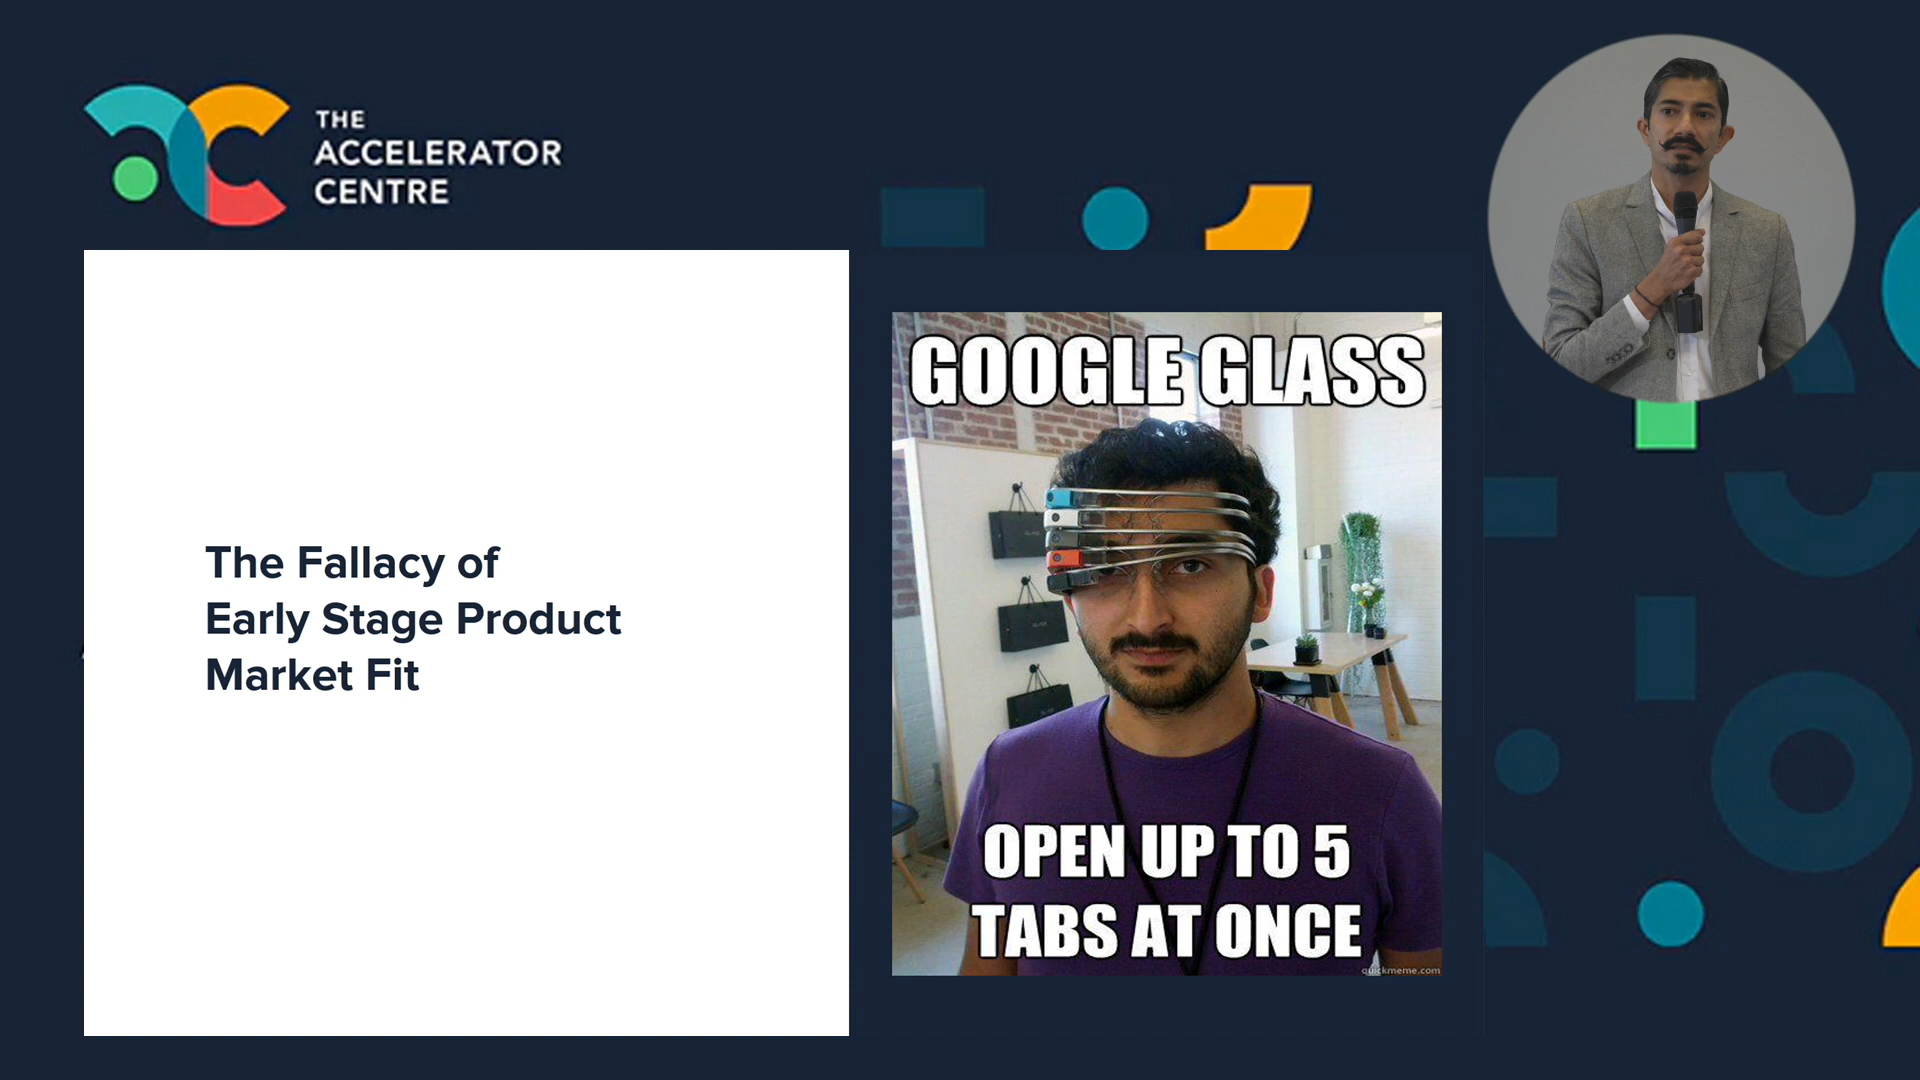 THE
ACCELERATOR
CENTRE
The Fallacy of
Early Stage Product
Market Fit
GOOGLE GLASS
OPEN UP TO 5
TABS AT ONCE
quickmeme.com